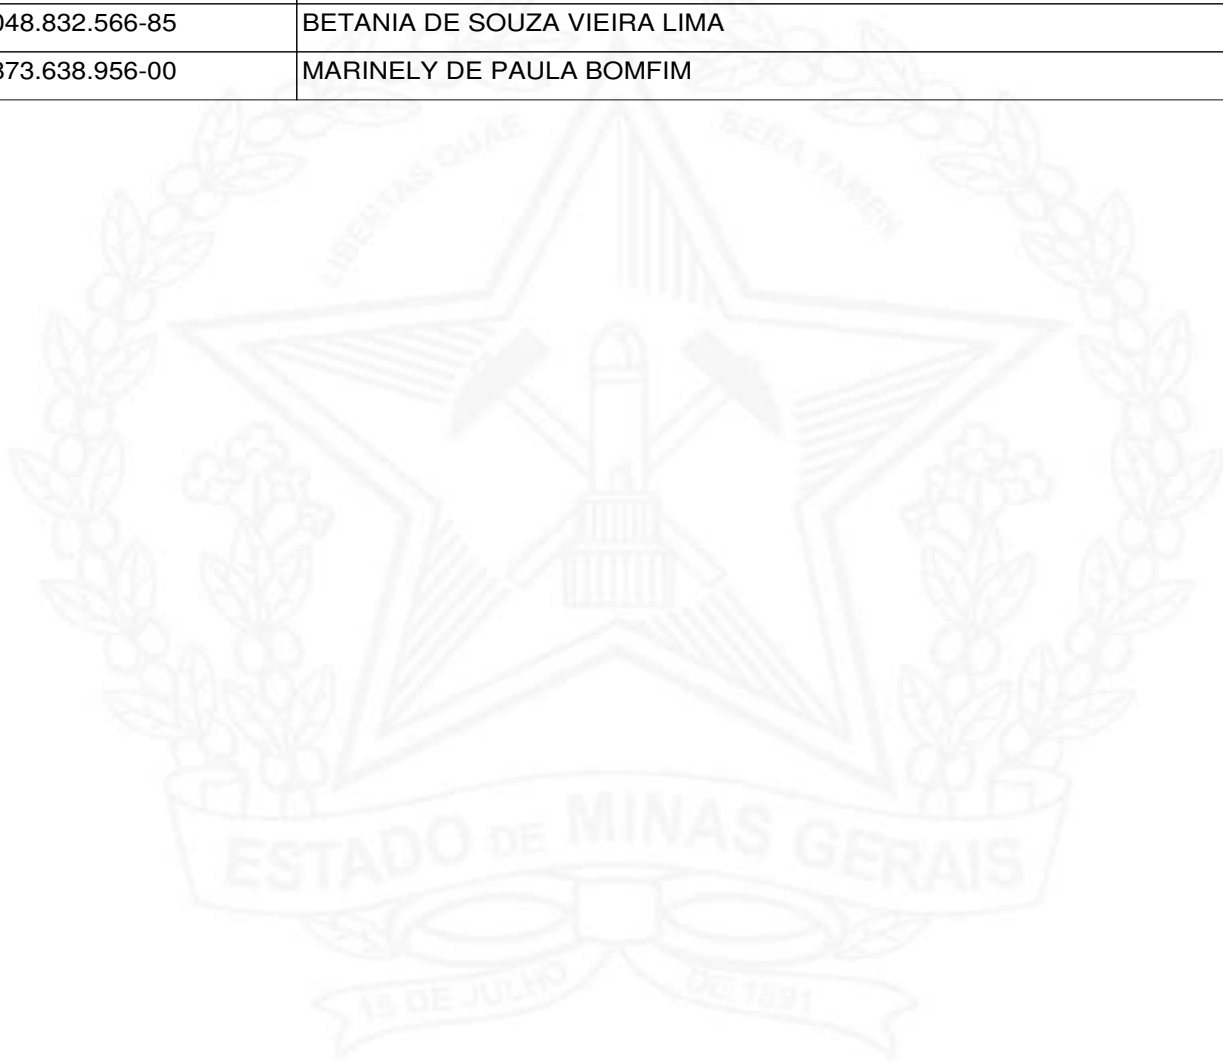 048.832.566-85 BETANIA DE SOUZA VIEIRA LIMA
873.638.956-00 MARINELY DE PAULA BOMFIM
LIBERTAS QUAE SERA TAMEN
ESTADO DE MINAS GERAIS
15 DE JULHO DE 1891